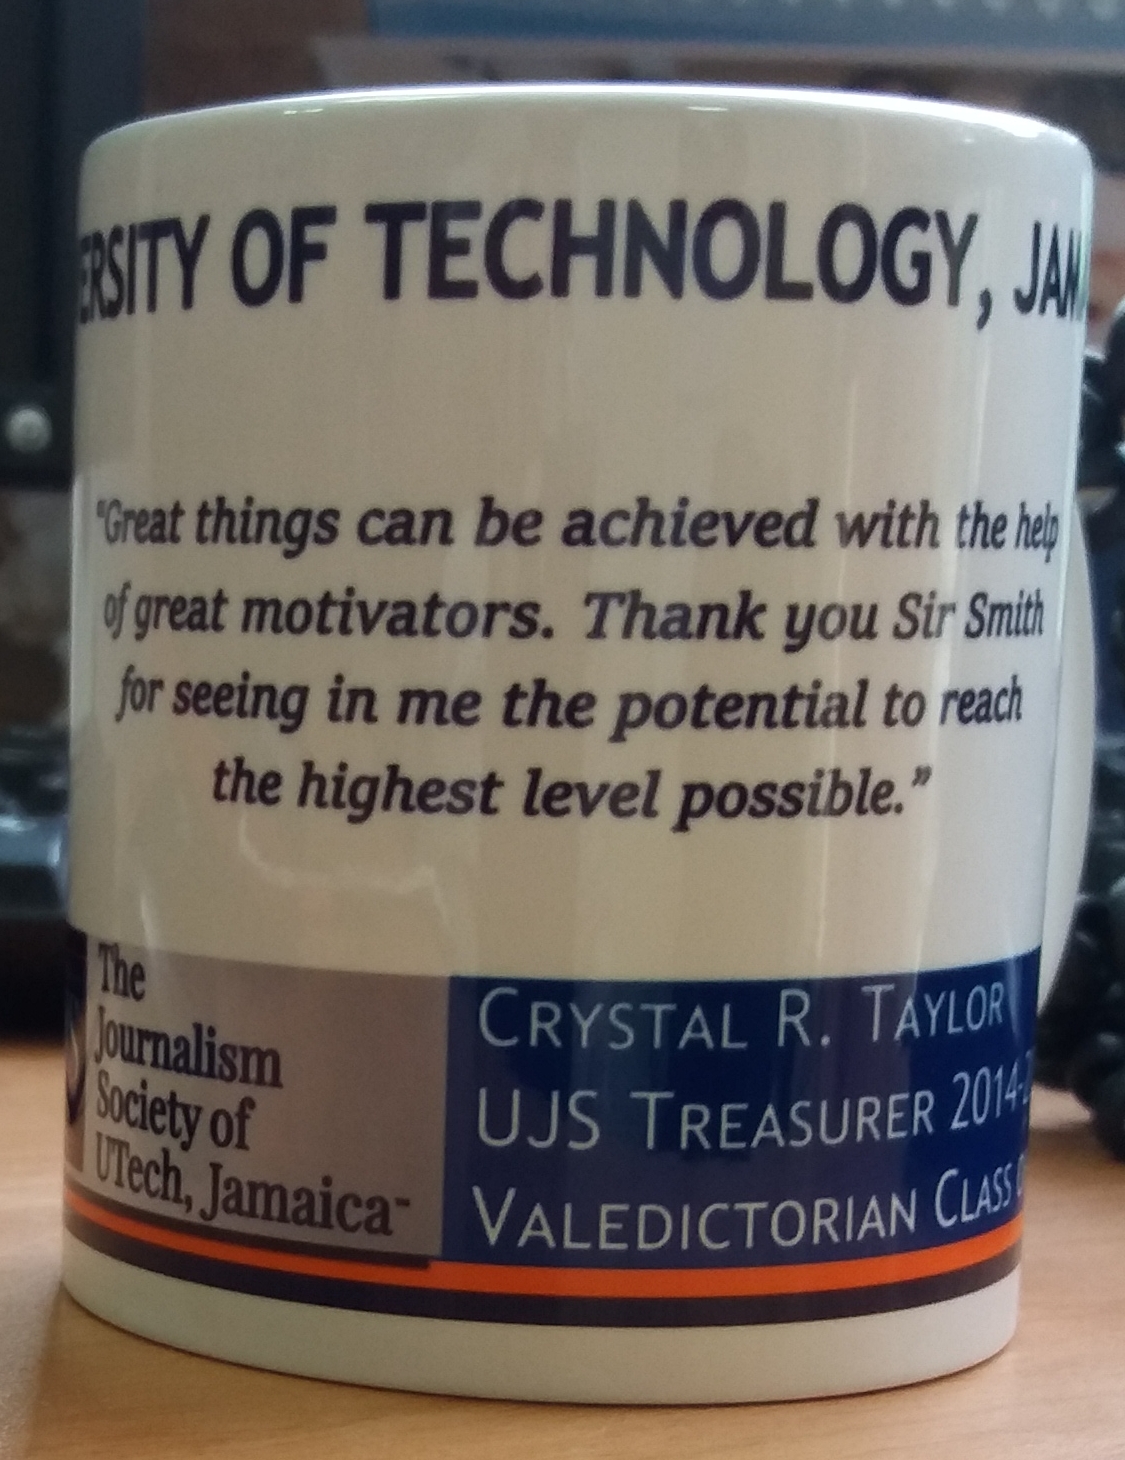 ERSITY OF TECHNOLOGY, JAM
"Great things can be achieved with the help
of great motivators. Thank you Sir Smith
for seeing in me the potential to reach
the highest level possible."
The
Journalism
Society of
UTech, Jamaica
CRYSTAL R. TAYLOR
UJS TREASURER 2014-
VALEDICTORIAN CLASS